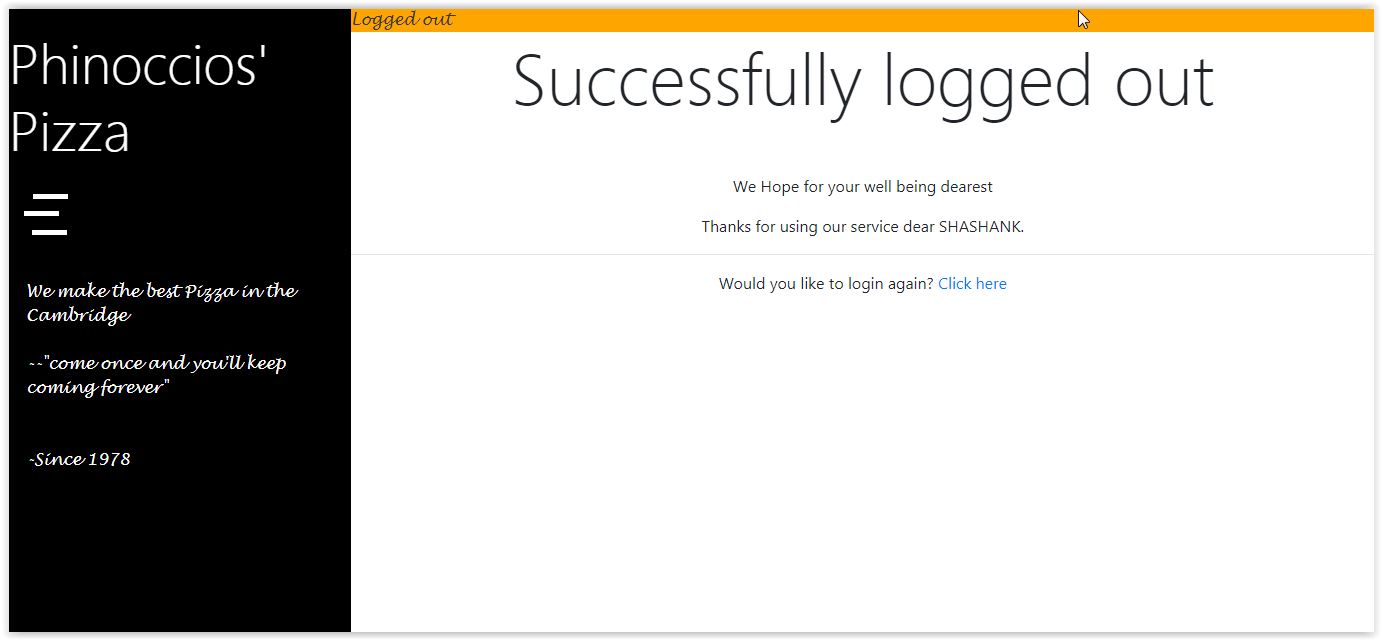 Phinoccios'
Pizza
We make the best Pizza in the
Cambridge
~~"come once and you'll keep
coming forever"
~Since 1978
Logged out
Successfully logged out
We Hope for your well being dearest
Thanks for using our service dear SHASHANK.
Would you like to login again? Click here